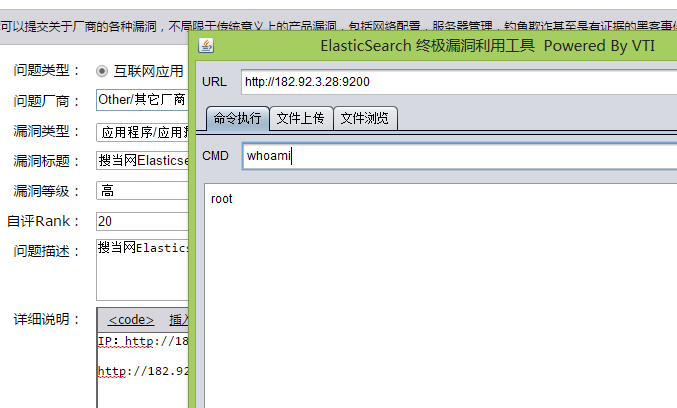 可以提交关于厂商的各种漏洞，不局限于传统意义上的产品漏洞，包括网络配置、服务器管理、钓鱼欺诈甚至是有证据的黑客事
问题类型：
互联网应用
问题厂商：
Other/其它厂商
漏洞类型：
应用程序/应用
漏洞标题：
搜当网Elasticse
漏洞等级：
高
自评Rank：
20
问题描述：
搜当网Elastics
详细说明：
<code>
插入
IP: http://18
http://182.92
ElasticSearch 终极漏洞利用工具 Powered By VTI
URL
http://182.92.3.28:9200
命令执行
文件上传
文件浏览
CMD
whoami
root